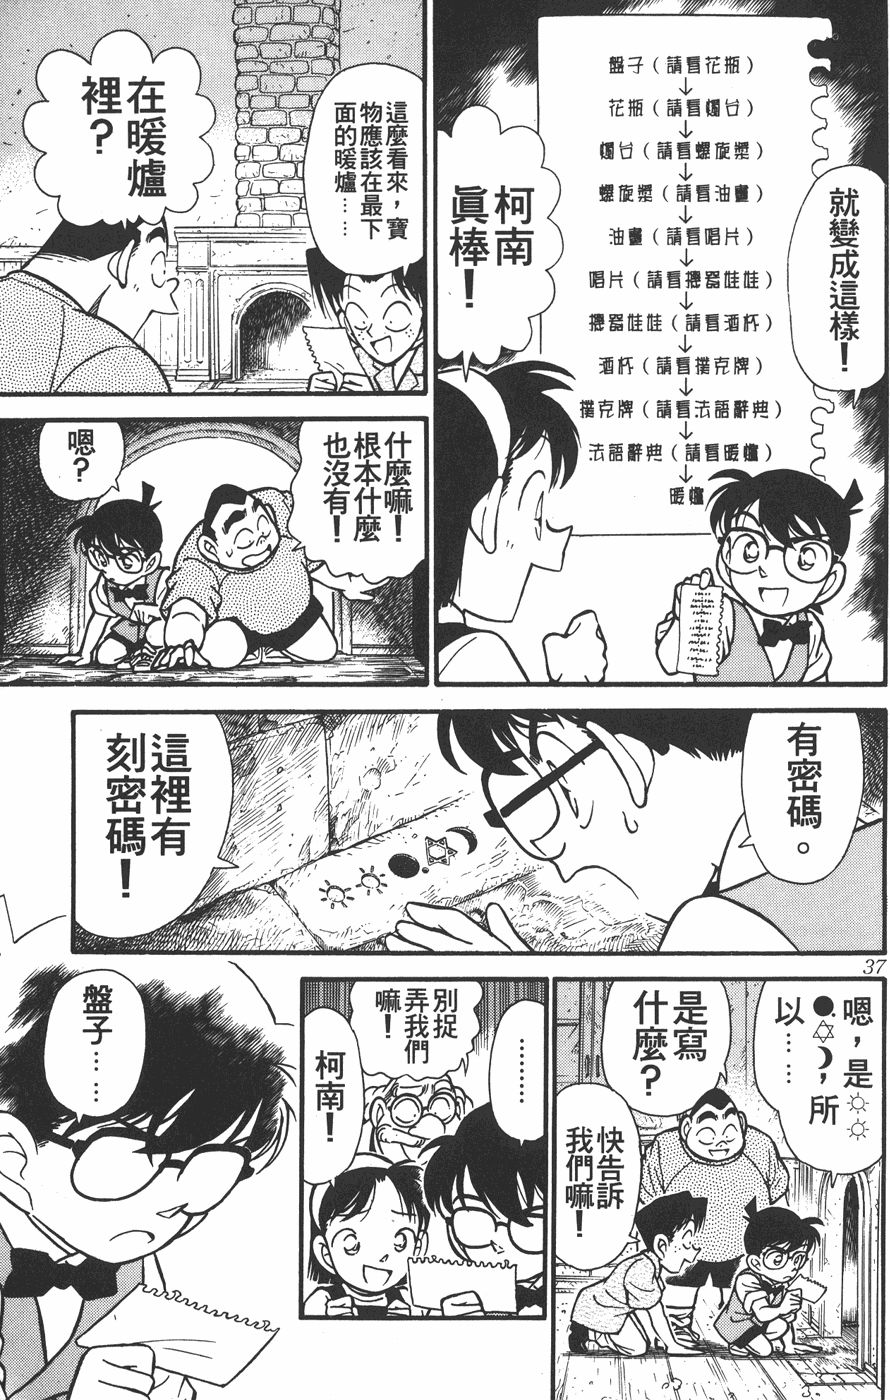 就變成這樣！
盤子（請看花瓶）
↓
花瓶（請看燭台）
↓
燭台（請看螺旋槳）
↓
螺旋槳（請看油畫）
↓
油畫（請看唱片）
↓
唱片（請看機器娃娃）
↓
機器娃娃（請看酒杯）
↓
酒杯（請看撲克牌）
↓
撲克牌（請看法語辭典）
↓
法語辭典（請看暖爐）
↓
暖爐
柯南
真棒！
這麼看來，寶
物應該在最下
面的暖爐……
在暖爐
裡？
什麼嘛！
根本什麼
也沒有！
嗯？
有密碼。
這裡有
刻密碼！
37
嗯，是☼☼
●✡☽，所
以……
是寫
什麼？
快告訴
我們嘛！
……
別捉
弄我們
嘛！
柯南！
盤子……